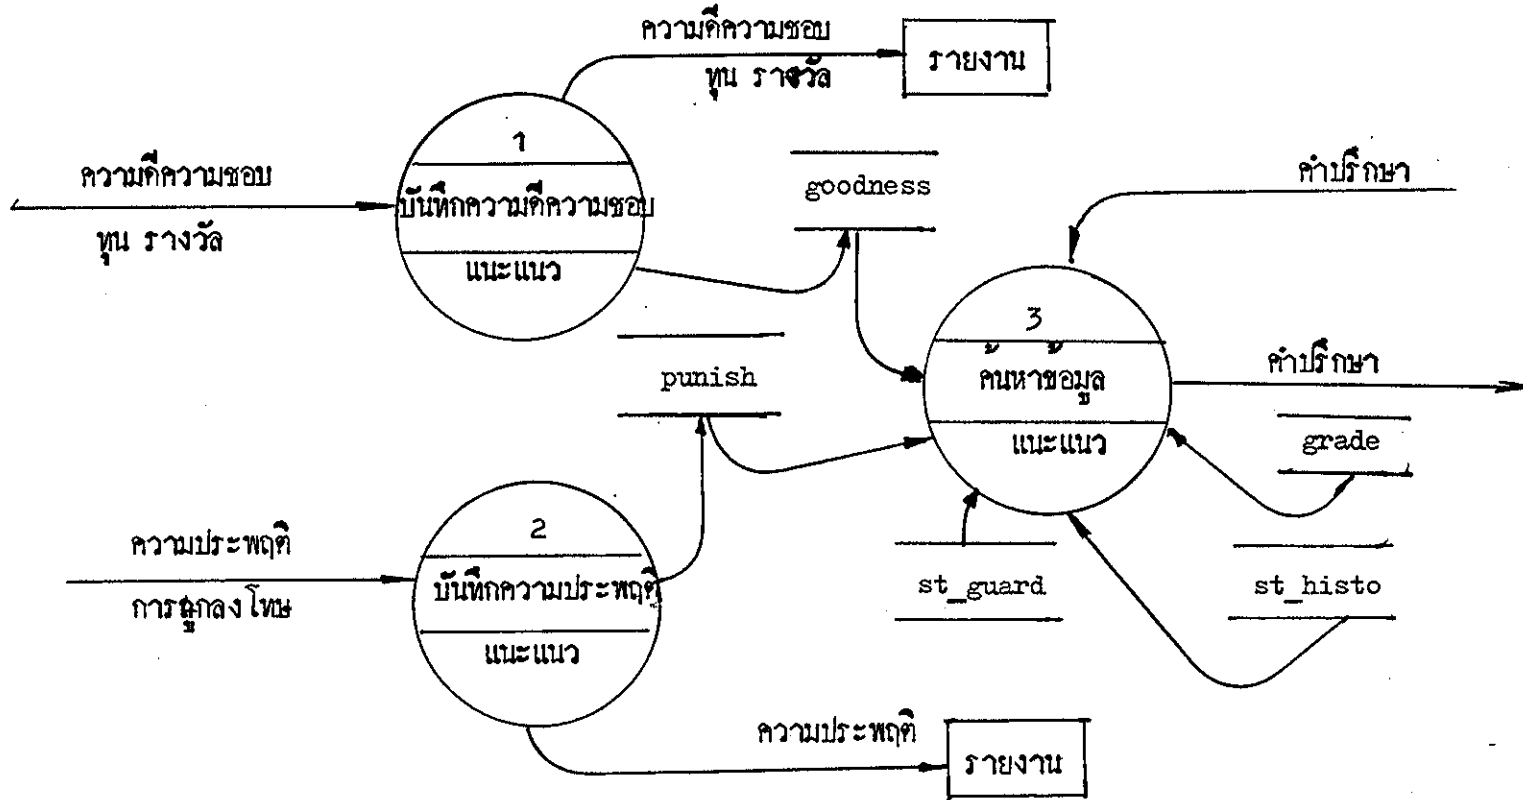 ความดีความชอบ
ทุน รางวัล
รายงาน
1
บันทึกความดีความชอบ
แนะแนว
ความดีความชอบ
ทุน รางวัล
goodness
คำปรึกษา
3
ค้นหาข้อมูล
แนะแนว
คำปรึกษา
punish
grade
2
บันทึกความประพฤติ
แนะแนว
ความประพฤติ
การถูกลงโทษ
st_guard
st_histo
ความประพฤติ
รายงาน